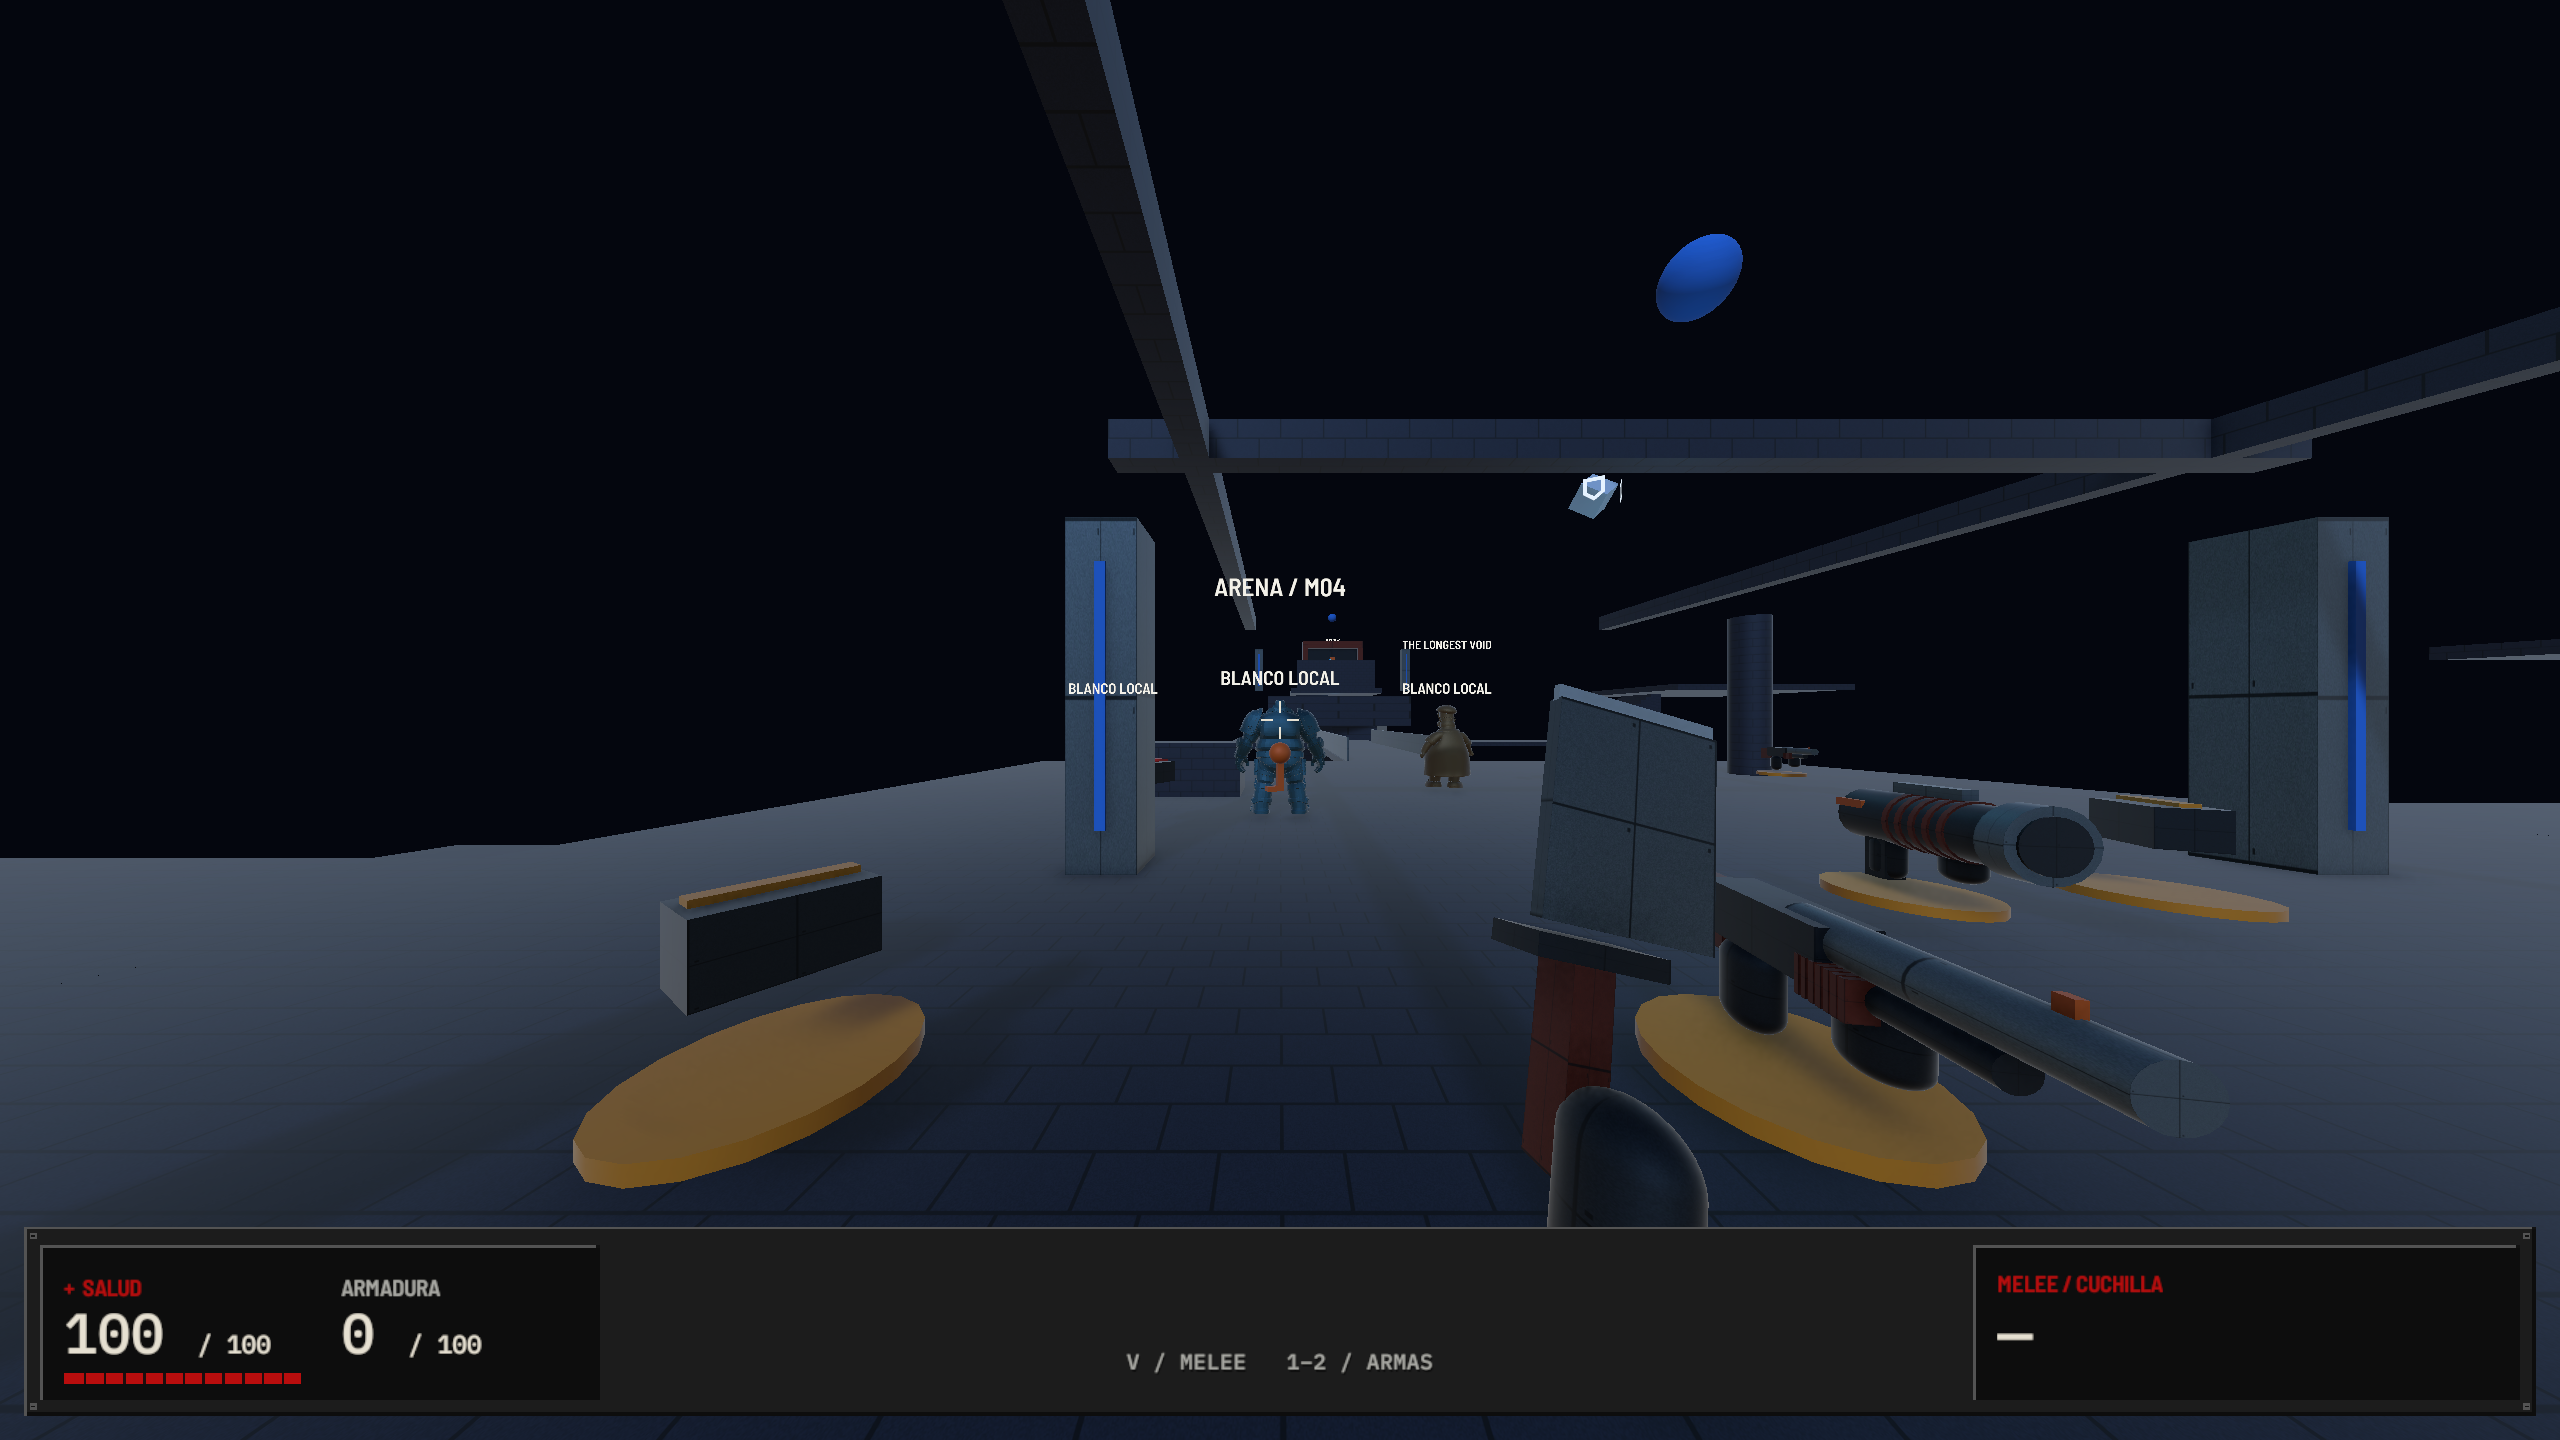 ARENA / M04
THE LONGEST VOID
BLANCO LOCAL
BLANCO LOCAL
BLANCO LOCAL
+ SALUD
ARMADURA
100 / 100
0 / 100
V / MELEE 1-2 / ARMAS
MELEE / CUCHILLA
—